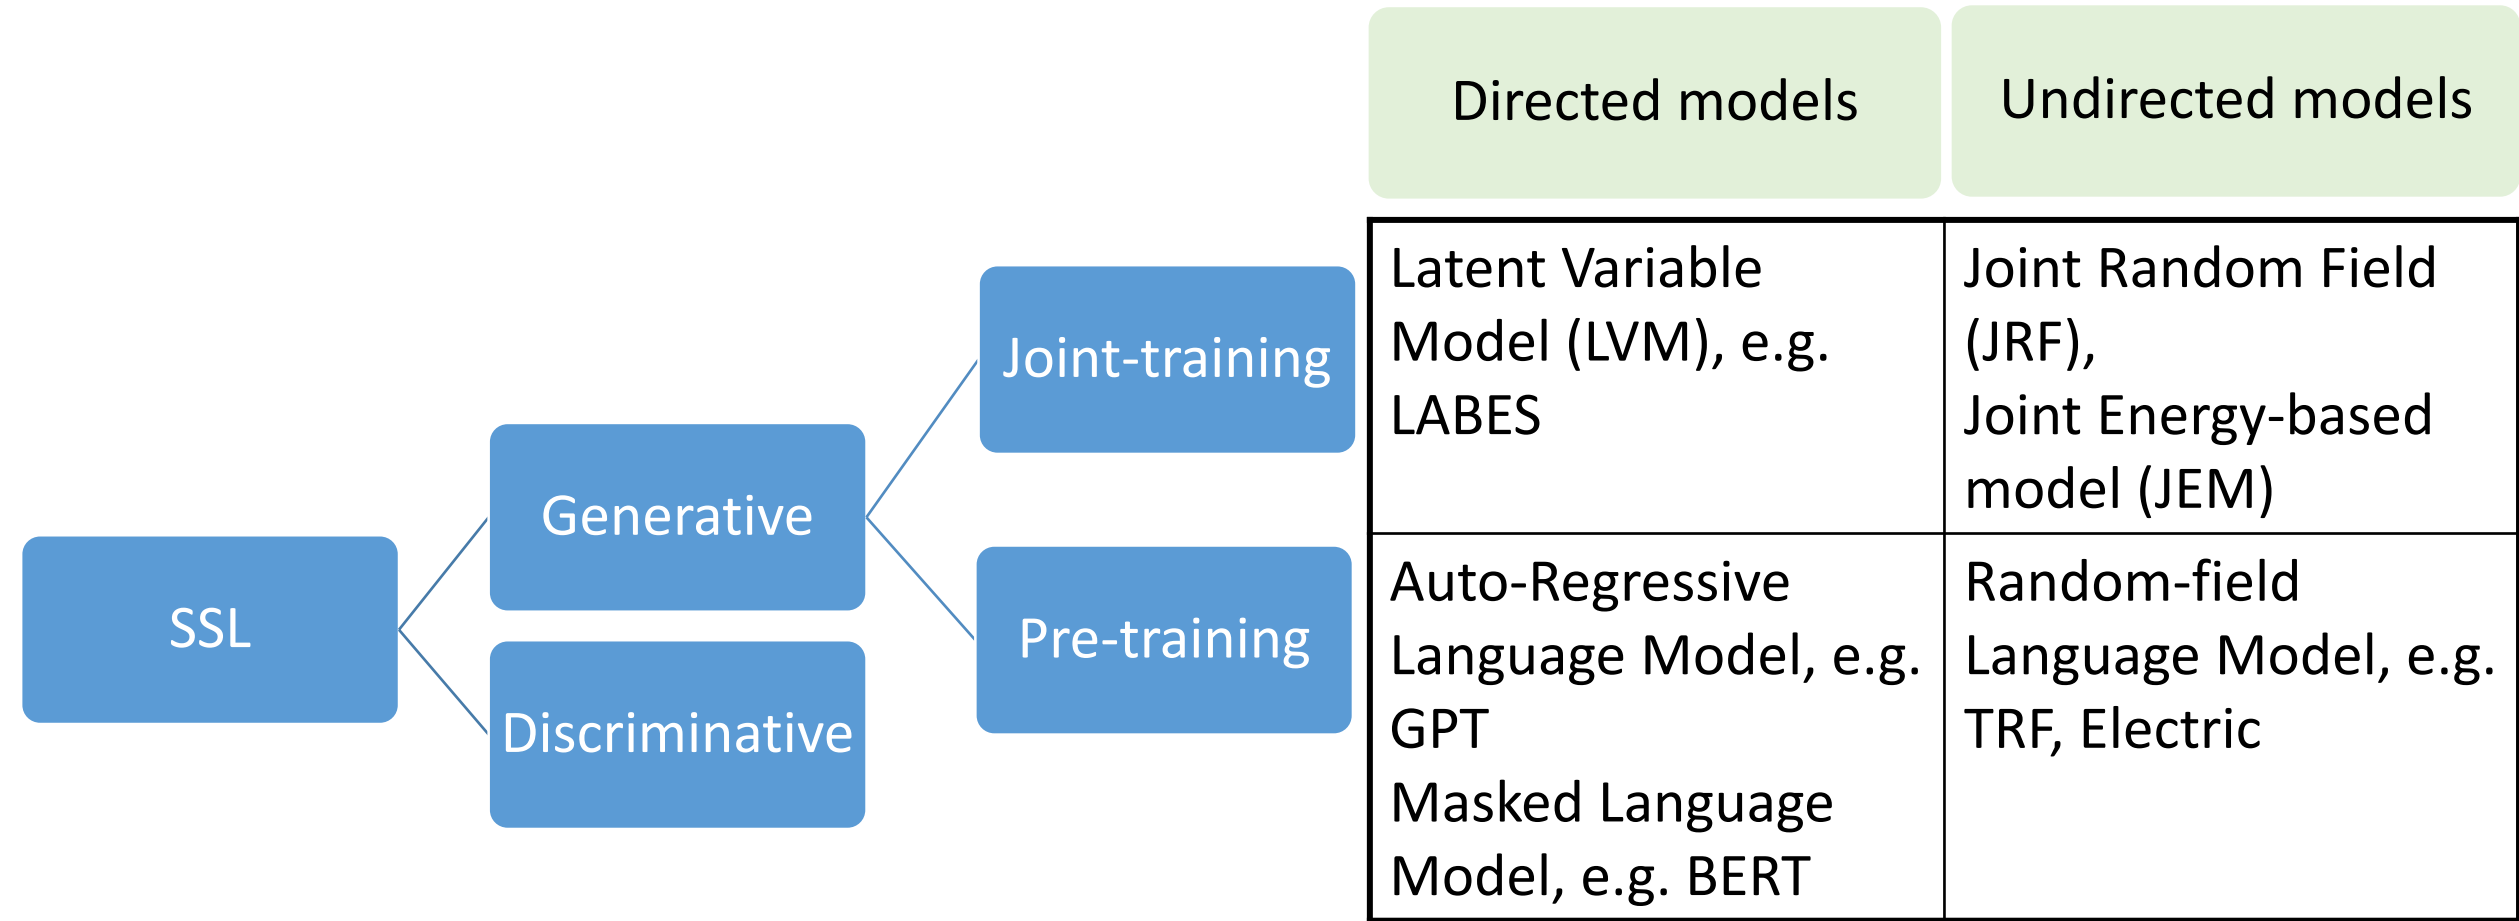 Directed models
Undirected models
SSL
Generative
Discriminative
Joint-training
Pre-training
Latent Variable
Model (LVM), e.g.
LABES
Joint Random Field
(JRF),
Joint Energy-based
model (JEM)
Auto-Regressive
Language Model, e.g.
GPT
Masked Language
Model, e.g. BERT
Random-field
Language Model, e.g.
TRF, Electric